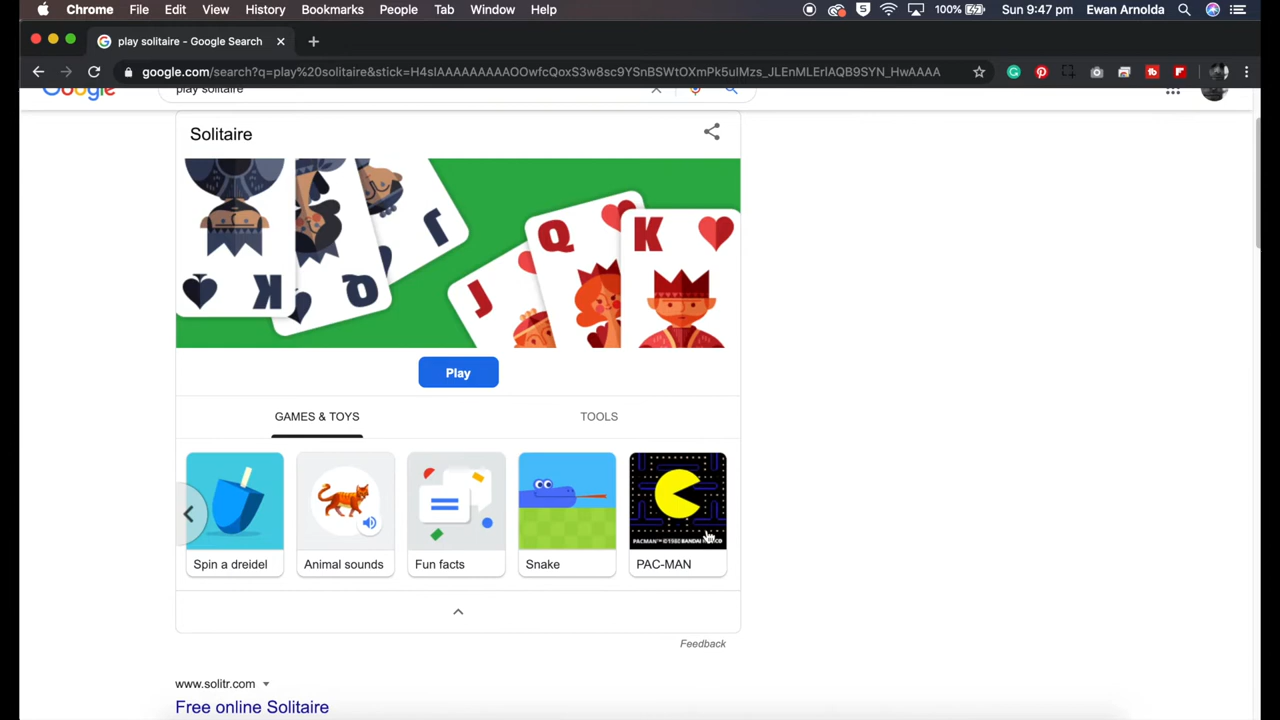 Chrome File Edit View History Bookmarks People Tab Window Help 100% Sun 9:47 pm Ewan Arnolda
play solitaire - Google Search
google.com/search?q=play%20solitaire&stick=H4sIAAAAAAAAAOOwfcQoxS3w8sc9YSnBSWtOXmPk5uIMzs_JLEnMLErIAQB9SYN_HwAAAA
Google play solitaire
Solitaire
K Q J J Q K
Play
GAMES & TOYS TOOLS
Spin a dreidel Animal sounds Fun facts Snake PAC-MAN
Feedback
www.solitr.com
Free online Solitaire